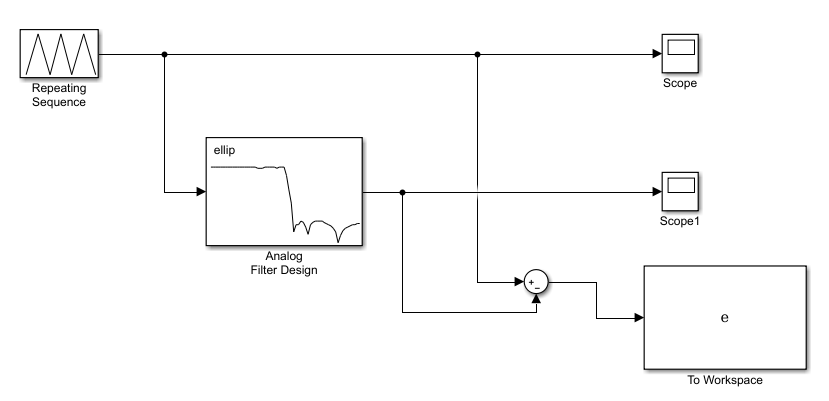 Repeating
Sequence
Scope
ellip
Analog
Filter Design
Scope1
+
−
e
To Workspace